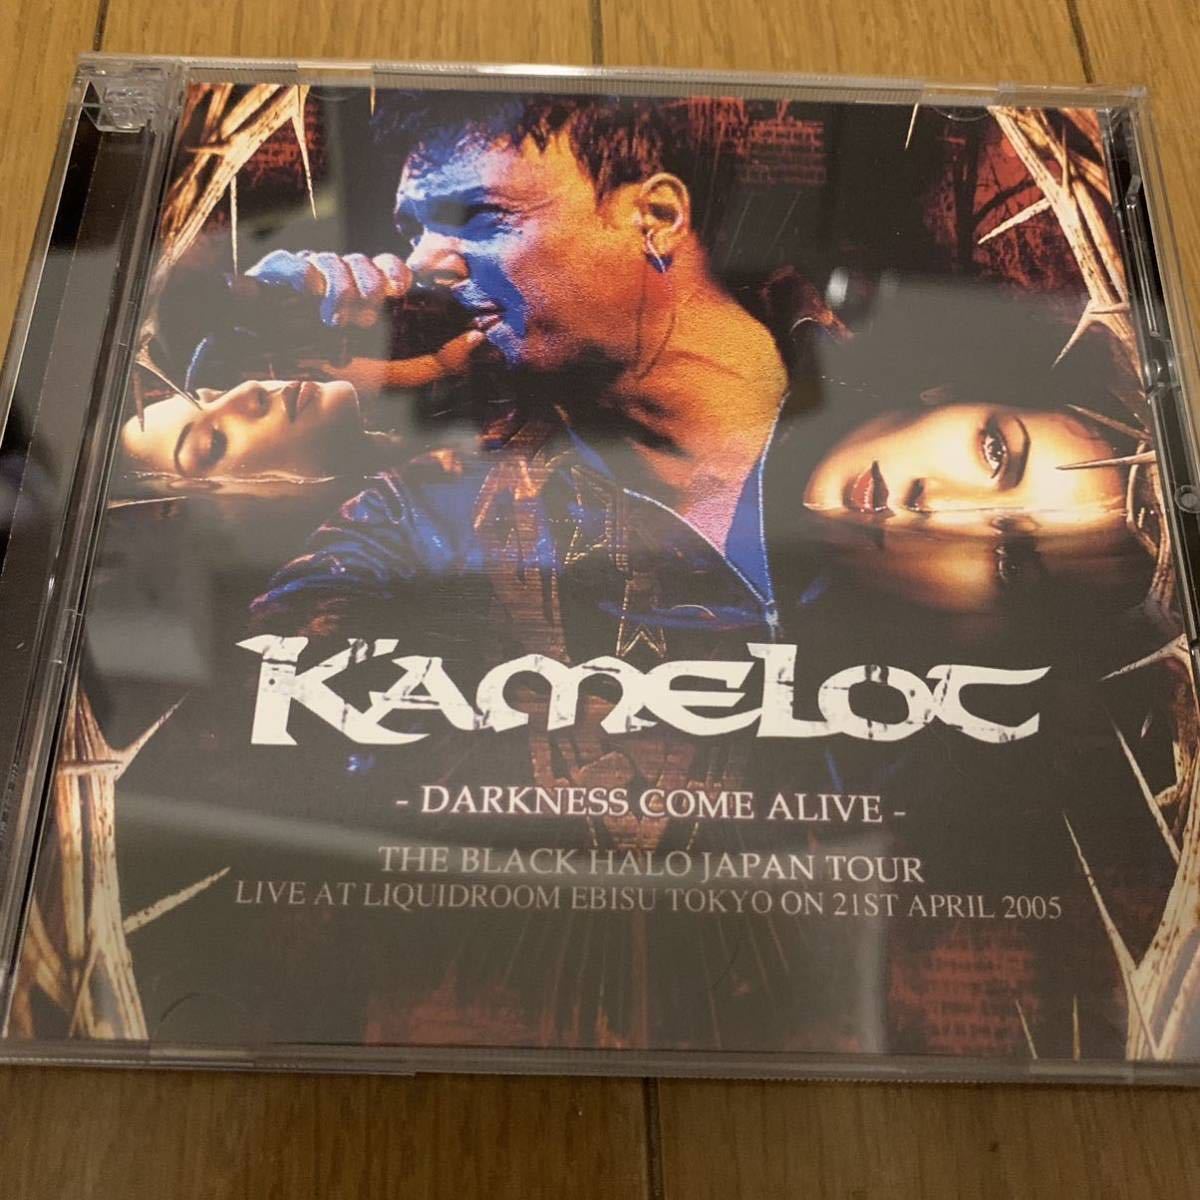 KAMELOT
- DARKNESS COME ALIVE -
THE BLACK HALO JAPAN TOUR
LIVE AT LIQUIDROOM EBISU TOKYO ON 21ST APRIL 2005